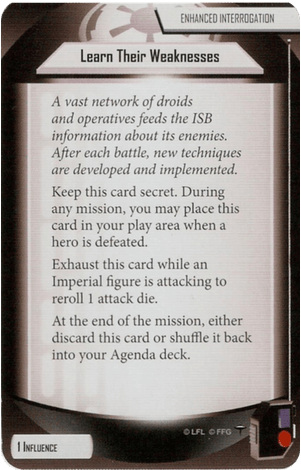 ENHANCED INTERROGATION
Learn Their Weaknesses
A vast network of droids
and operatives feeds the ISB
information about its enemies.
After each battle, new techniques
are developed and implemented.
Keep this card secret. During
any mission, you may place this
card in your play area when a
hero is defeated.
Exhaust this card while an
Imperial figure is attacking to
reroll 1 attack die.
At the end of the mission, either
discard this card or shuffle it back
into your Agenda deck.
© LFL © FFG
1 INFLUENCE